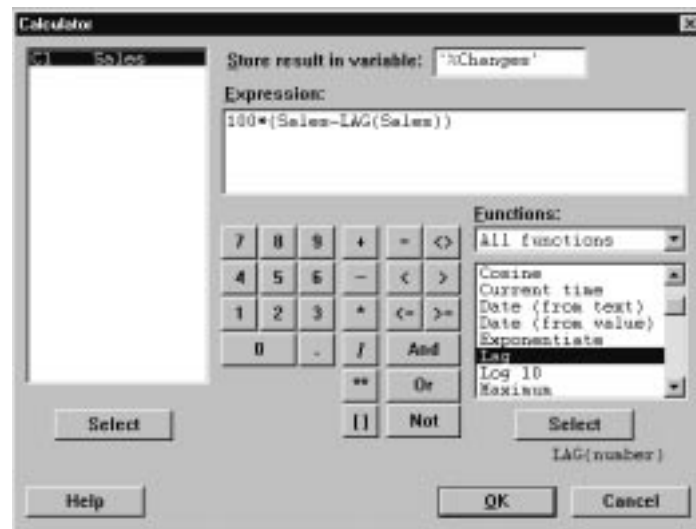 Calculator
C1 Sales
Store result in variable: '%Changes'
Expression:
100*(Sales-LAG(Sales))
Functions:
All functions
7 8 9 + = <>
4 5 6 - < >
1 2 3 * <= >=
0 . / And
** Or
[] Not
Cosine
Current time
Date (from text)
Date (from value)
Exponentiate
Lag
Log 10
Maximum
Select
Select
LAG(number)
Help
OK
Cancel